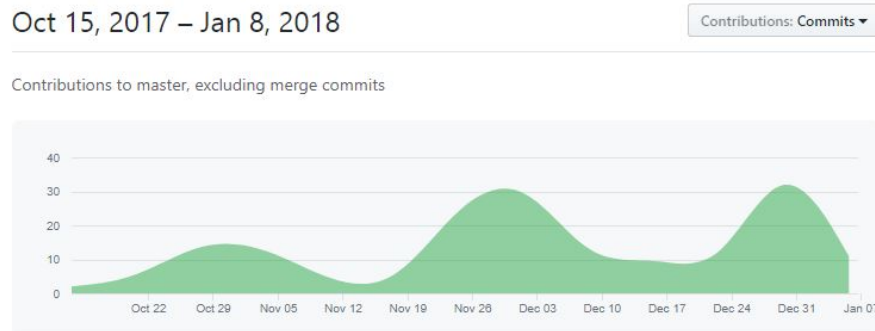 Oct 15, 2017 – Jan 8, 2018
Contributions: Commits
Contributions to master, excluding merge commits
40
30
20
10
0
Oct 22 Oct 29 Nov 05 Nov 12 Nov 19 Nov 26 Dec 03 Dec 10 Dec 17 Dec 24 Dec 31 Jan 07